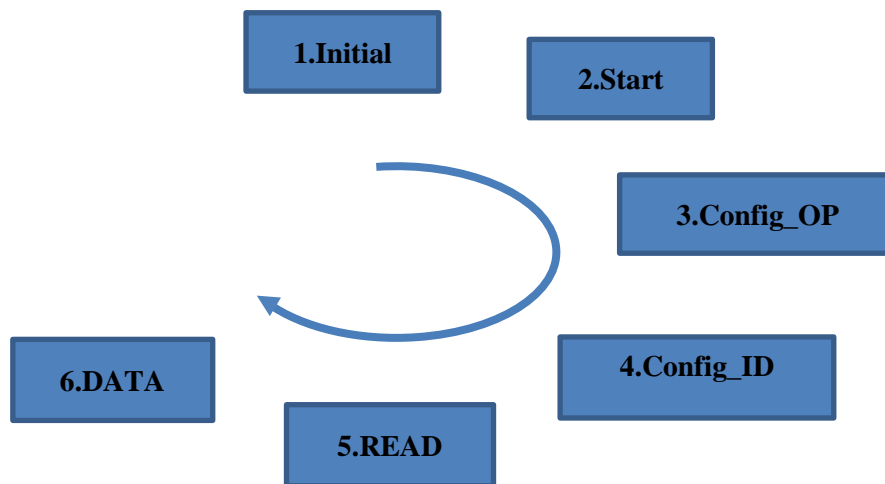 1.Initial
2.Start
3.Config_OP
4.Config_ID
5.READ
6.DATA